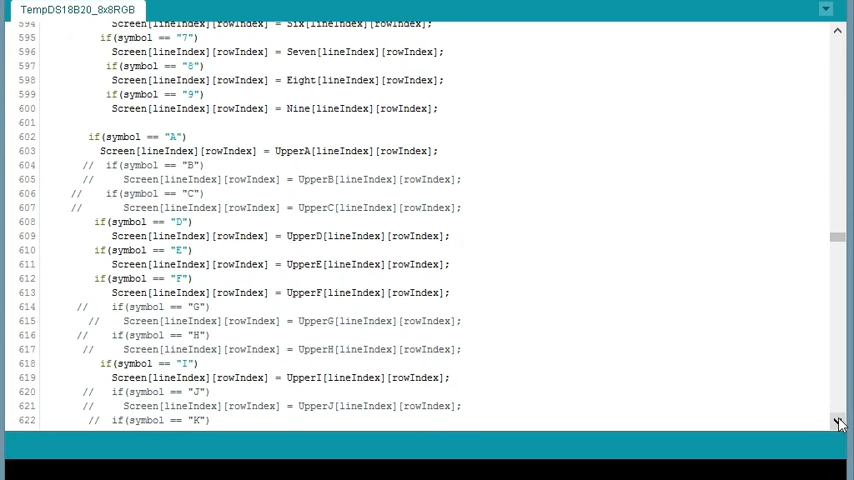 TempDS18B20_8x8RGB
594 Screen[lineIndex][rowIndex] = Six[lineIndex][rowIndex];
595 if(symbol == "7")
596 Screen[lineIndex][rowIndex] = Seven[lineIndex][rowIndex];
597 if(symbol == "8")
598 Screen[lineIndex][rowIndex] = Eight[lineIndex][rowIndex];
599 if(symbol == "9")
600 Screen[lineIndex][rowIndex] = Nine[lineIndex][rowIndex];
601
602 if(symbol == "A")
603 Screen[lineIndex][rowIndex] = UpperA[lineIndex][rowIndex];
604 // if(symbol == "B")
605 // Screen[lineIndex][rowIndex] = UpperB[lineIndex][rowIndex];
606 // if(symbol == "C")
607 // Screen[lineIndex][rowIndex] = UpperC[lineIndex][rowIndex];
608 if(symbol == "D")
609 Screen[lineIndex][rowIndex] = UpperD[lineIndex][rowIndex];
610 if(symbol == "E")
611 Screen[lineIndex][rowIndex] = UpperE[lineIndex][rowIndex];
612 if(symbol == "F")
613 Screen[lineIndex][rowIndex] = UpperF[lineIndex][rowIndex];
614 // if(symbol == "G")
615 // Screen[lineIndex][rowIndex] = UpperG[lineIndex][rowIndex];
616 // if(symbol == "H")
617 // Screen[lineIndex][rowIndex] = UpperH[lineIndex][rowIndex];
618 if(symbol == "I")
619 Screen[lineIndex][rowIndex] = UpperI[lineIndex][rowIndex];
620 // if(symbol == "J")
621 // Screen[lineIndex][rowIndex] = UpperJ[lineIndex][rowIndex];
622 // if(symbol == "K")